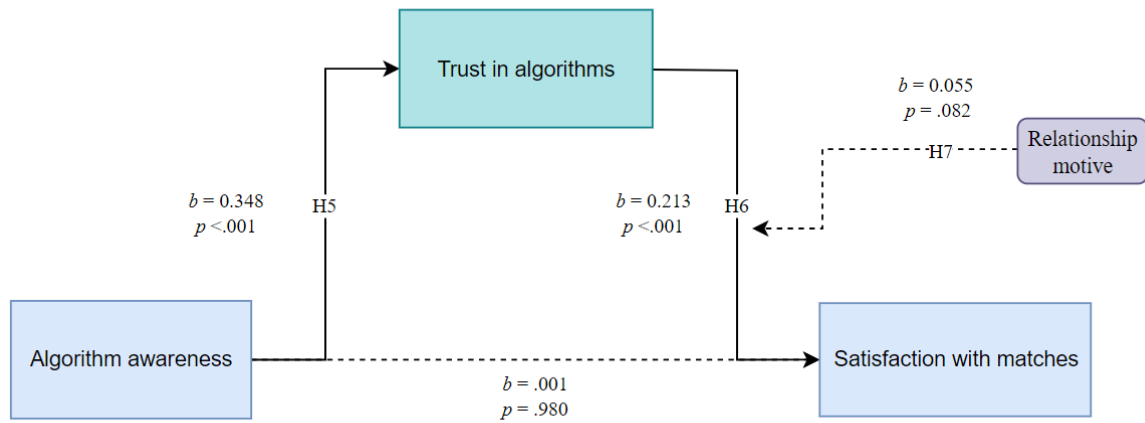 Trust in algorithms
b = 0.055
p = .082
H7
Relationship
motive
b = 0.348
p <.001
H5
b = 0.213
p <.001
H6
Algorithm awareness
Satisfaction with matches
b = .001
p = .980